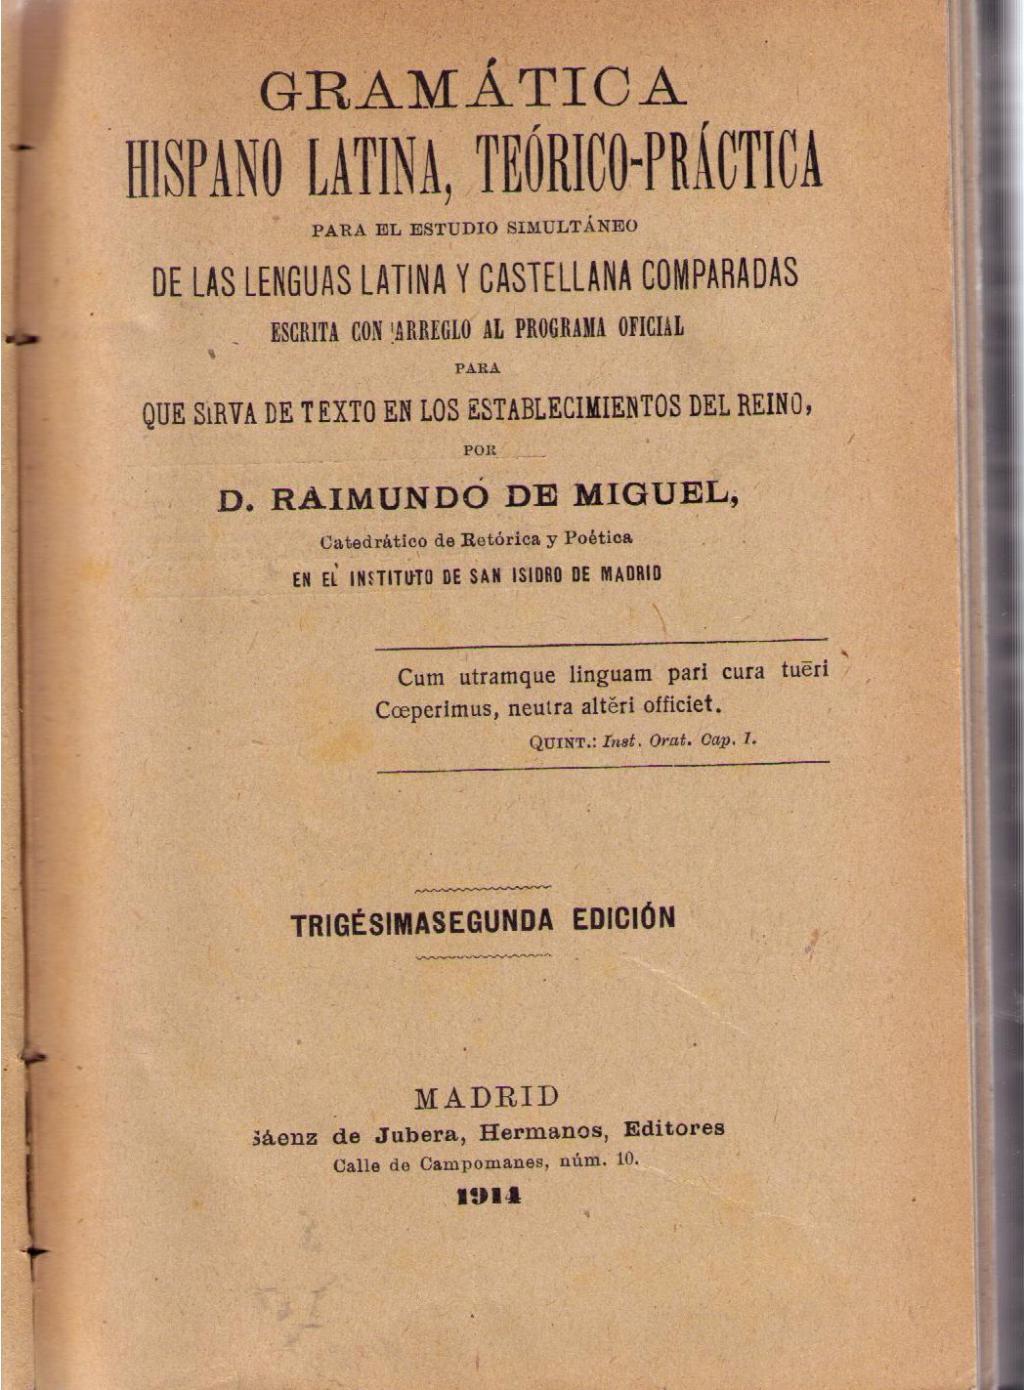 GRAMÁTICA
HISPANO LATINA, TEÓRICO-PRÁCTICA
PARA EL ESTUDIO SIMULTÁNEO
DE LAS LENGUAS LATINA Y CASTELLANA COMPARADAS
ESCRITA CON ARREGLO AL PROGRAMA OFICIAL
PARA
QUE SIRVA DE TEXTO EN LOS ESTABLECIMIENTOS DEL REINO,
POR
D. RAIMUNDO DE MIGUEL,
Catedrático de Retórica y Poética
EN EL INSTITUTO DE SAN ISIDRO DE MADRID
Cum utramque linguam pari cura tuēri
Cœperimus, neutra altĕri officiet.
QUINT.: Inst. Orat. Cap. I.
TRIGÉSIMASEGUNDA EDICIÓN
MADRID
Sáenz de Jubera, Hermanos, Editores
Calle de Campomanes, núm. 10.
1914